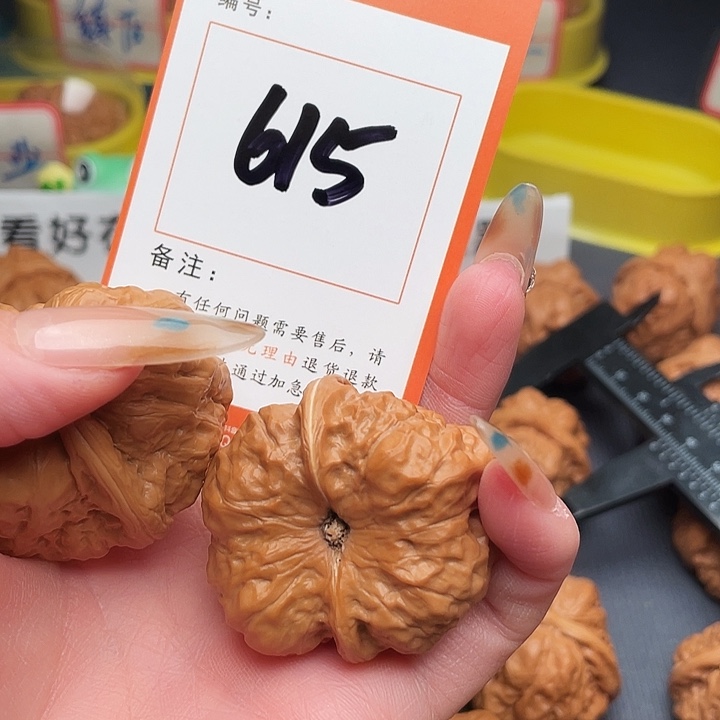 编号:
615
备注:
有任何问题需要售后,请
理由退货退款
通过加急
看好